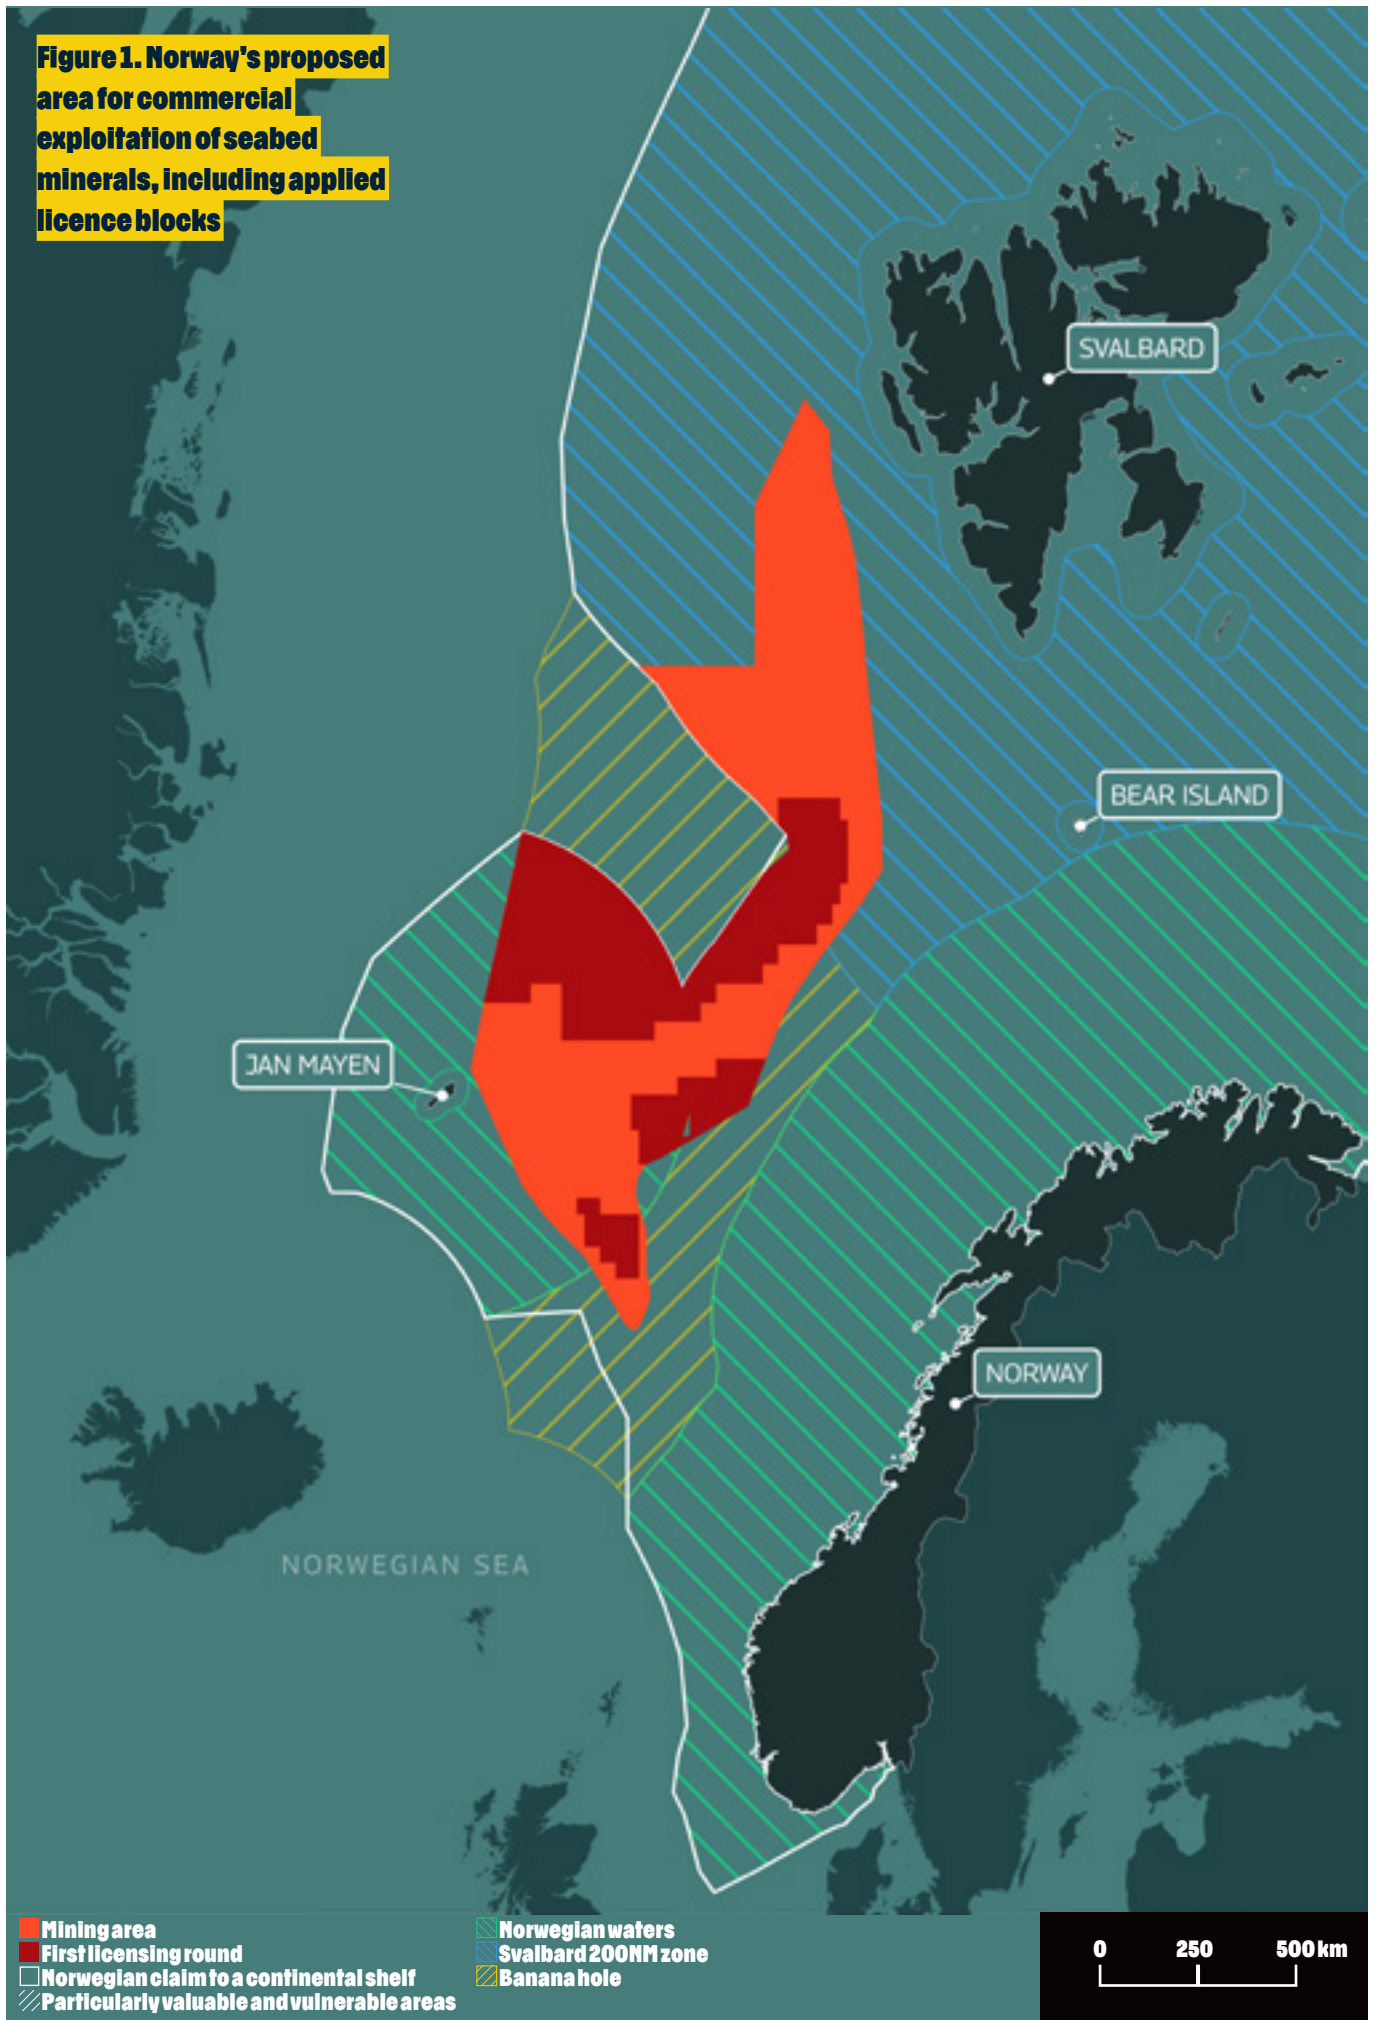 Figure 1. Norway's proposed
area for commercial
exploitation of seabed
minerals, including applied
licence blocks
SVALBARD
BEAR ISLAND
JAN MAYEN
NORWAY
NORWEGIAN SEA
Mining area
First licensing round
Norwegian claim to a continental shelf
Particularly valuable and vulnerable areas
Norwegian waters
Svalbard 200NM zone
Banana hole
0 250 500 km